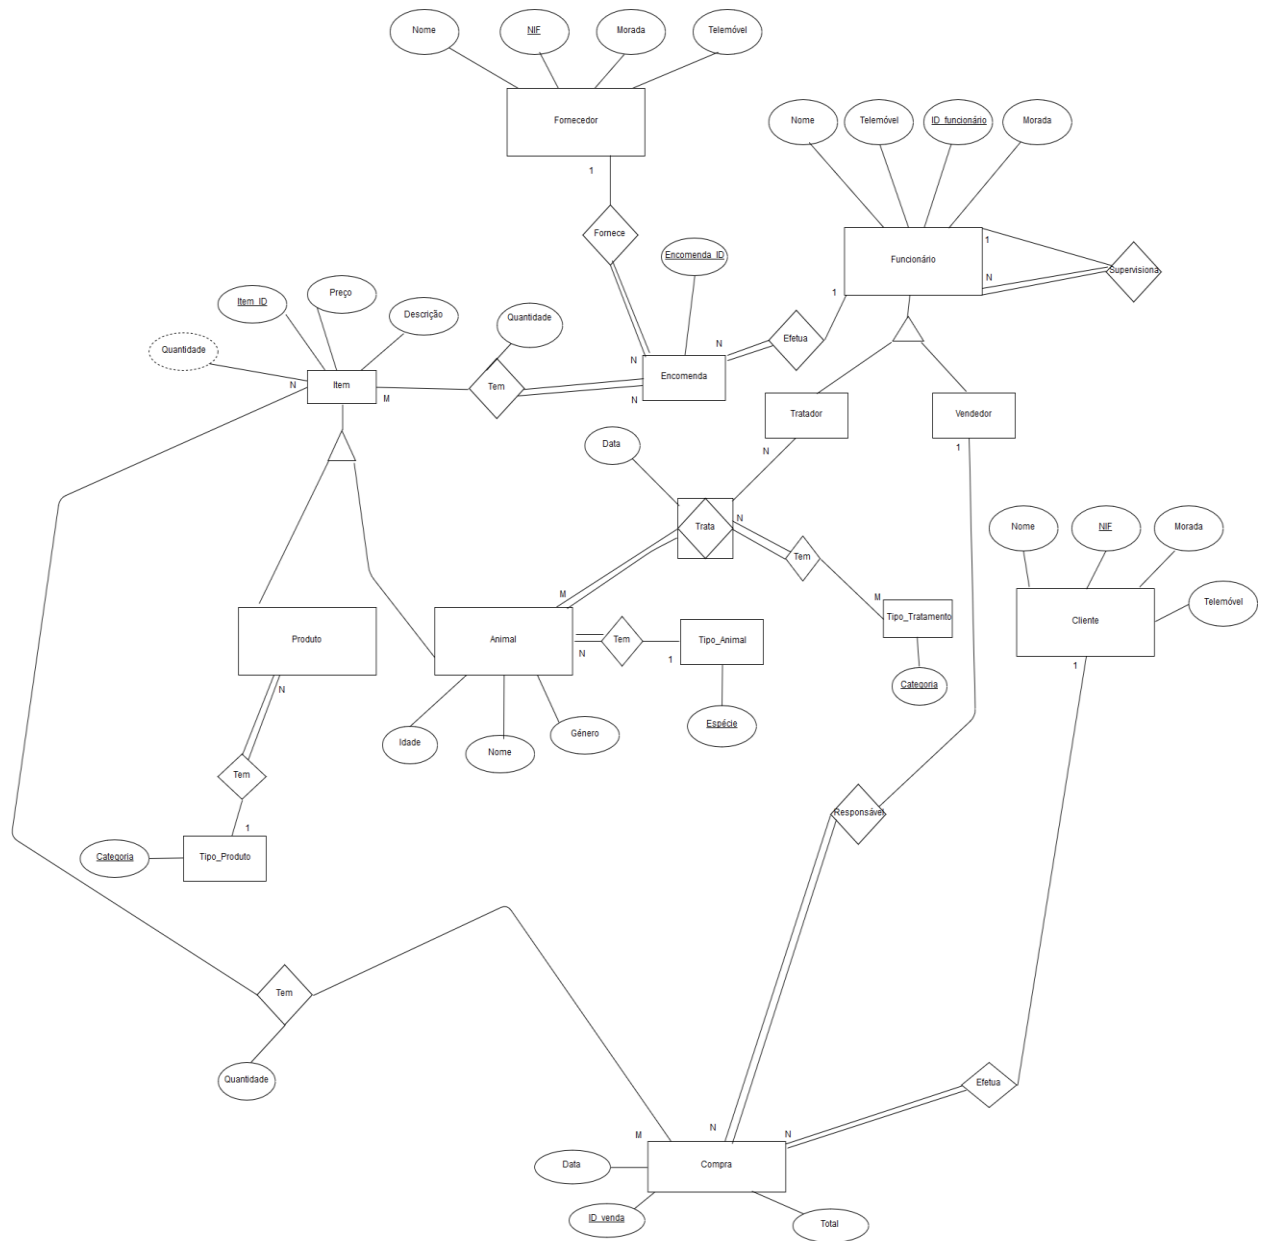 Nome
NIF
Morada
Telemóvel
Fornecedor
Nome
Telemóvel
ID_funcionário
Morada
1
Fornece
Encomenda_ID
Funcionário
1
N
Supervisiona
1
Item_ID
Preço
Descrição
Quantidade
Quantidade
N
Efetua
N
Item
N
M
Tem
Encomenda
N
Tratador
Vendedor
Data
N
1
Trata
N
Tem
Nome
NIF
Morada
Telemóvel
M
M
Tipo_Tratamento
Cliente
Produto
Animal
Tem
Tipo_Animal
N
1
1
N
Categoria
Espécie
Idade
Nome
Género
Tem
Responsável
1
Categoria
Tipo_Produto
Tem
Quantidade
Efetua
M
N
N
Data
Compra
ID_venda
Total